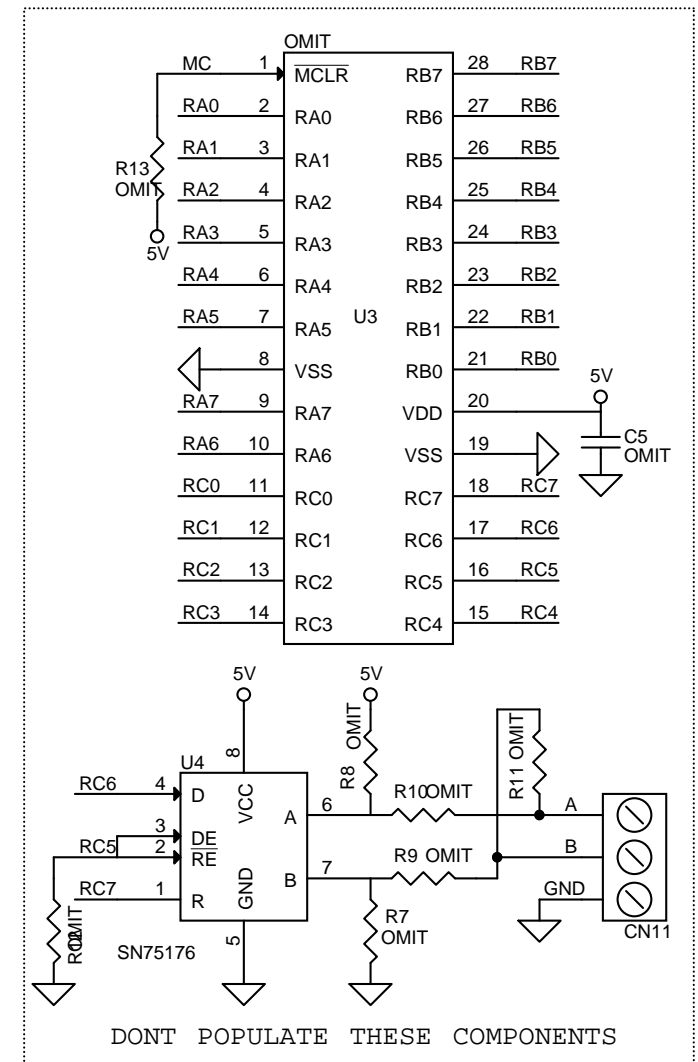 OMIT
MC 1 MCLR RB7 28 RB7
RA0 2 RA0 RB6 27 RB6
RA1 3 RA1 RB5 26 RB5
R13
OMIT
RA2 4 RA2 RB4 25 RB4
RA3 5 RA3 RB3 24 RB3
5V
RA4 6 RA4 RB2 23 RB2
RA5 7 RA5 U3 RB1 22 RB1
8 VSS RB0 21 RB0
5V
RA7 9 RA7 VDD 20
RA6 10 RA6 VSS 19
C5
OMIT
RC0 11 RC0 RC7 18 RC7
RC1 12 RC1 RC6 17 RC6
RC2 13 RC2 RC5 16 RC5
RC3 14 RC3 RC4 15 RC4
5V
5V
U4
8
VCC
R8 OMIT
R11 OMIT
RC6 4 D
R10 OMIT
A 6
A
RC5 3 DE
2 RE
R9 OMIT
B 7
B
RC7 1 R
GND
5
GND
R7
OMIT
OMIT
SN75176
CN11
DONT POPULATE THESE COMPONENTS